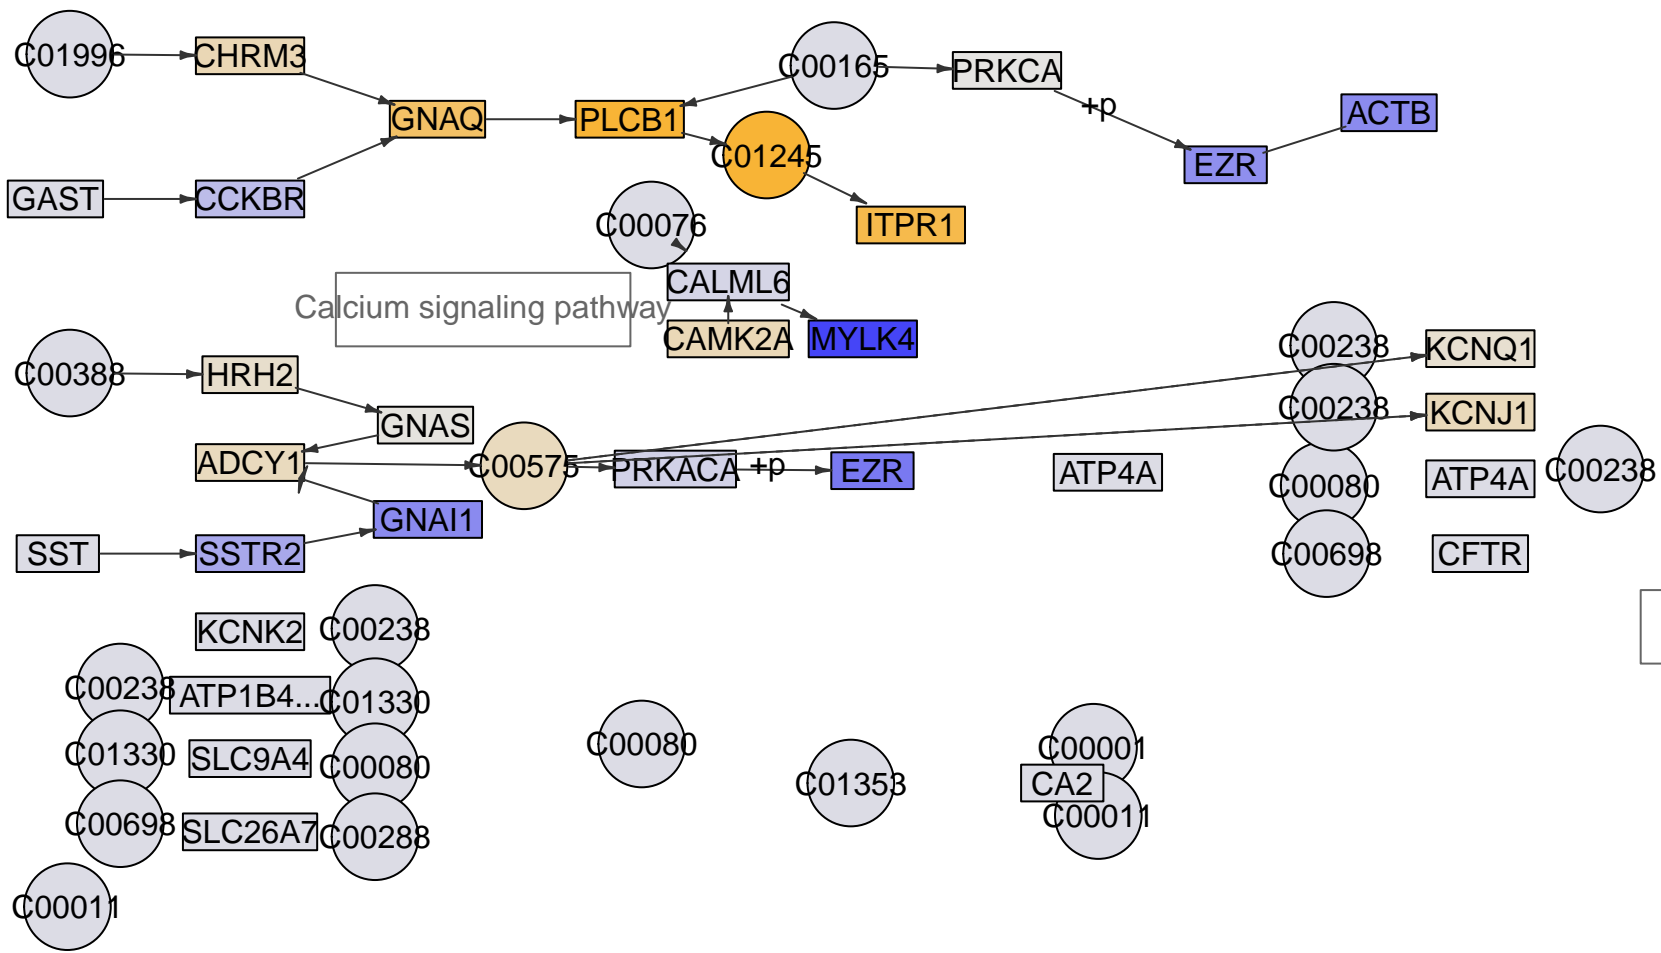 C01996
CHRM3
C00165
PRKCA
+p
ACTB
GNAQ
PLCB1
C01245
EZR
GAST
CCKBR
C00076
ITPR1
CALML6
Calcium signaling pathway
CAMK2A
MYLK4
C00238
KCNQ1
C00388
HRH2
C00238
KCNJ1
GNAS
ADCY1
C00575
PRKACA
+p
EZR
ATP4A
C00080
ATP4A
C00238
GNAI1
SST
SSTR2
C00698
CFTR
KCNK2
C00238
C00238
ATP1B4...
C01330
C01330
SLC9A4
C00080
C00080
C01353
C00001
CA2
C00011
C00698
SLC26A7
C00288
C00011